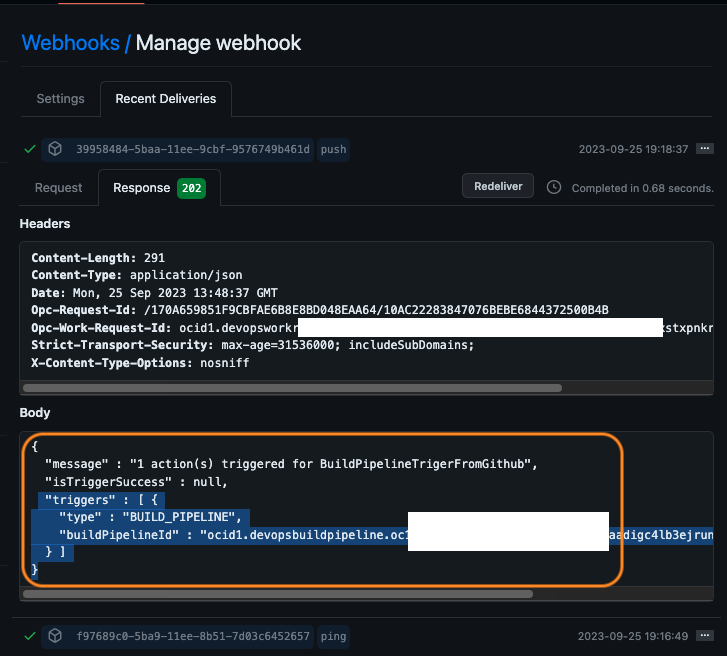 Webhooks / Manage webhook
Settings Recent Deliveries
39958484-5baa-11ee-9cbf-9576749b461d push 2023-09-25 19:18:37 ...
Request Response 202 Redeliver Completed in 0.68 seconds.
Headers
Content-Length: 291
Content-Type: application/json
Date: Mon, 25 Sep 2023 13:48:37 GMT
Opc-Request-Id: /170A659851F9CBFAE6B8E8BD048EAA64/10AC22283847076BEBE6844372500B4B
Opc-Work-Request-Id: ocid1.devopsworkr stxpnkr
Strict-Transport-Security: max-age=31536000; includeSubDomains;
X-Content-Type-Options: nosniff
Body
{
"message" : "1 action(s) triggered for BuildPipelineTrigerFromGithub",
"isTriggerSuccess" : null,
"triggers" : [ {
"type" : "BUILD_PIPELINE",
"buildPipelineId" : "ocid1.devopsbuildpipeline.oc1 aadigc4lb3ejrun
} ]
}
f97689c0-5ba9-11ee-8b51-7d03c6452657 ping 2023-09-25 19:16:49 ...